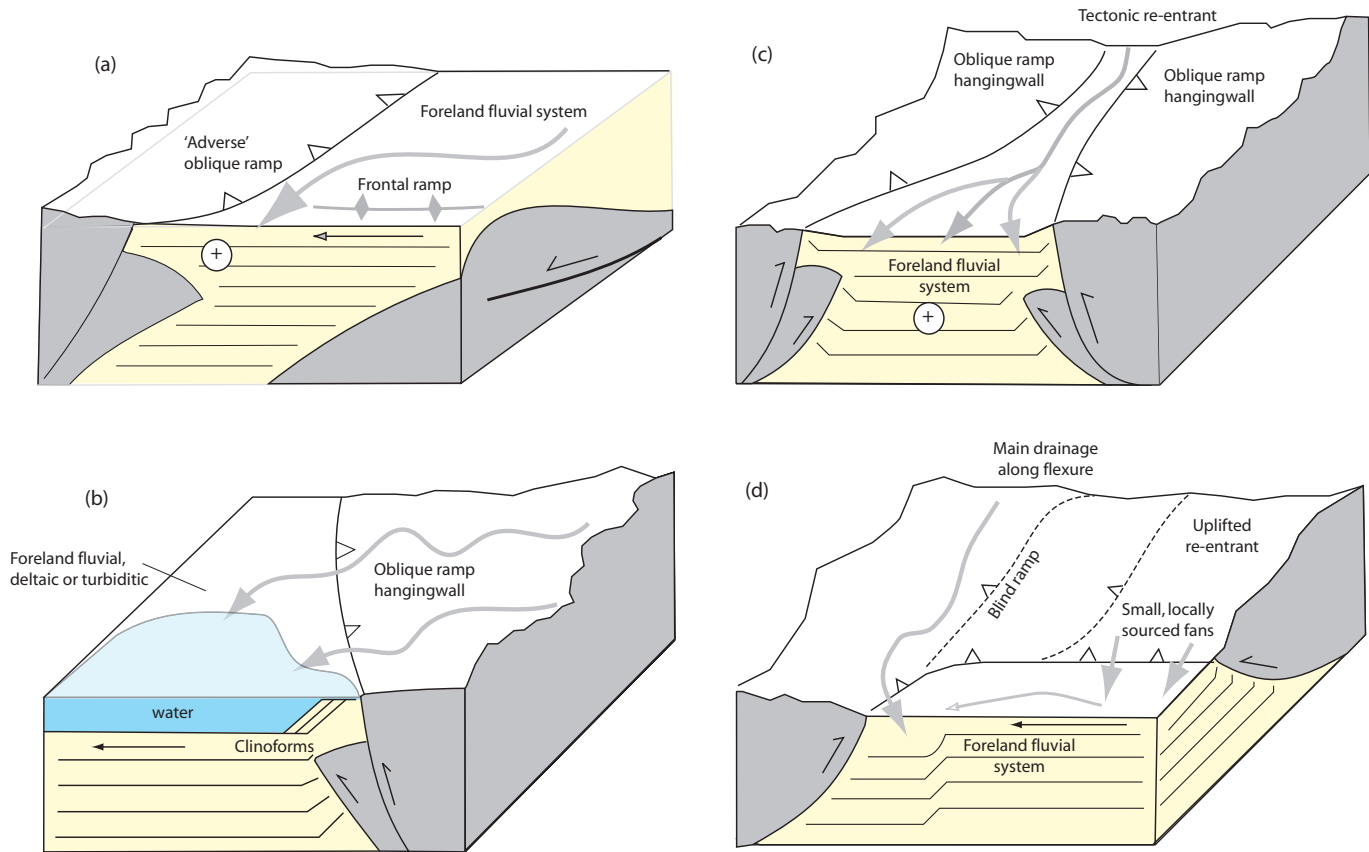 (a)
'Adverse'
oblique ramp
Foreland fluvial system
Frontal ramp
+
(c)
Tectonic re-entrant
Oblique ramp
hangingwall
Oblique ramp
hangingwall
Foreland fluvial
system
+
(b)
Foreland fluvial,
deltaic or turbiditic
Oblique ramp
hangingwall
water
Clinoforms
(d)
Main drainage
along flexure
Uplifted
re-entrant
Blind ramp
Small, locally
sourced fans
Foreland fluvial
system